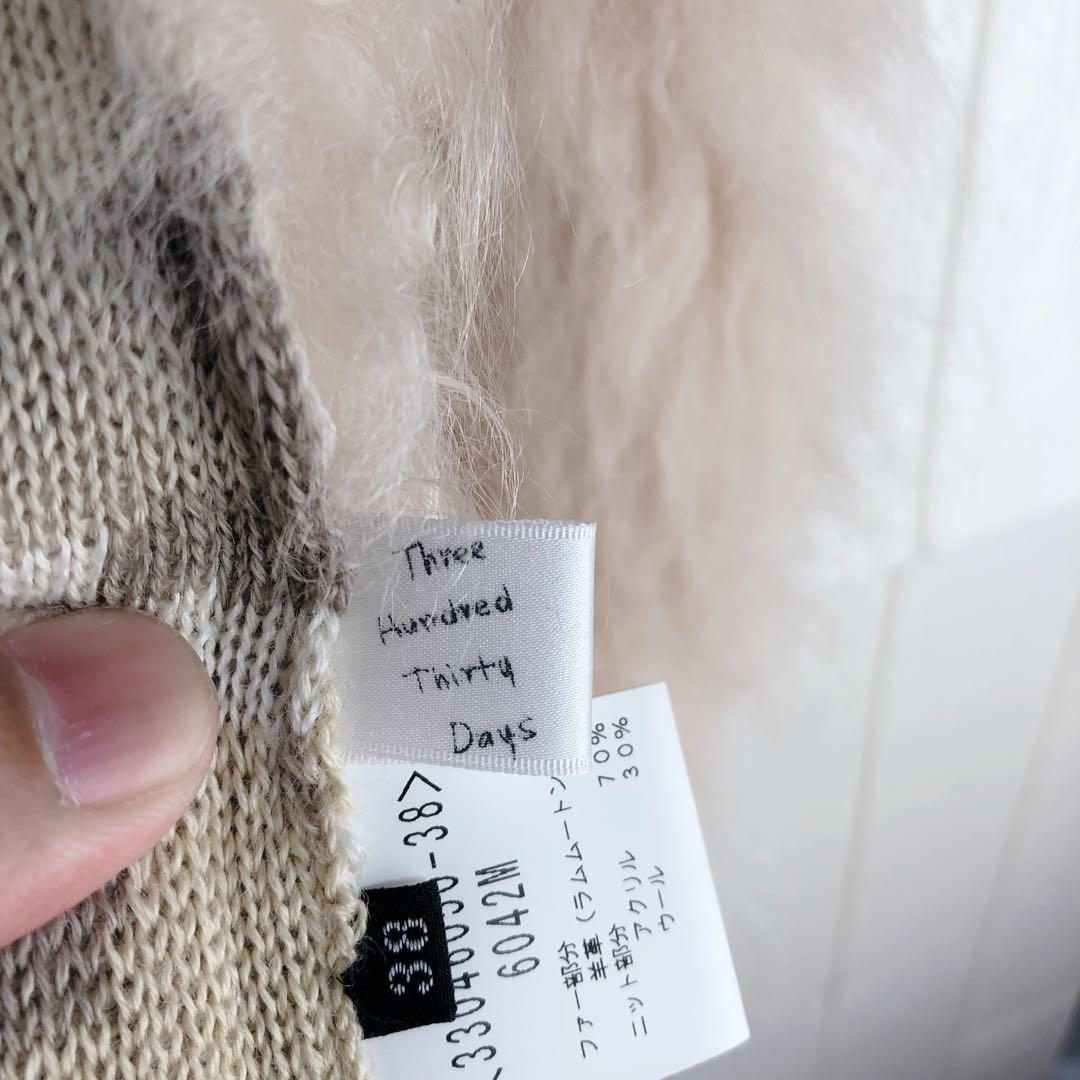 Three
Hundred
Thirty
Days
38
-38>
6042M
ファー部分
羊革(ラムムートン
ニット部分
アクリル 70%
ウール 30%